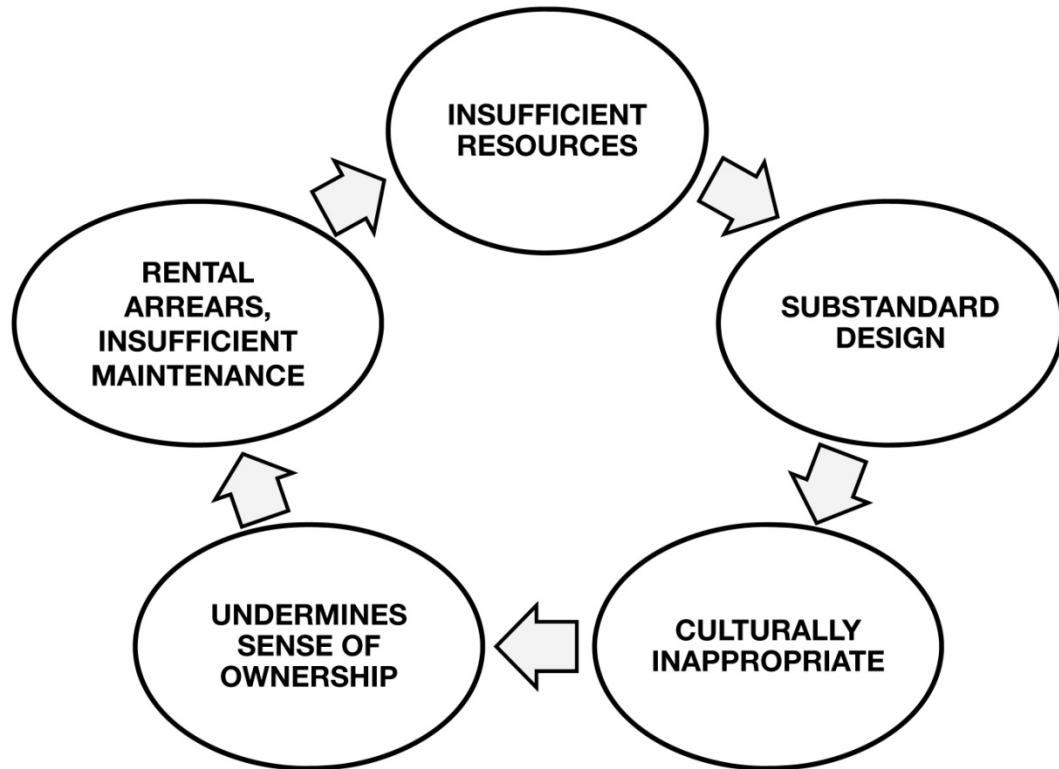 INSUFFICIENT
RESOURCES
SUBSTANDARD
DESIGN
CULTURALLY
INAPPROPRIATE
UNDERMINES
SENSE OF
OWNERSHIP
RENTAL
ARREARS,
INSUFFICIENT
MAINTENANCE